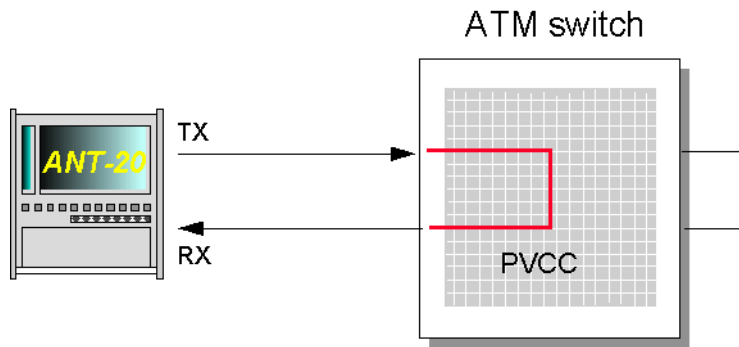 ATM switch
TX
ANT-20
RX
PVCC